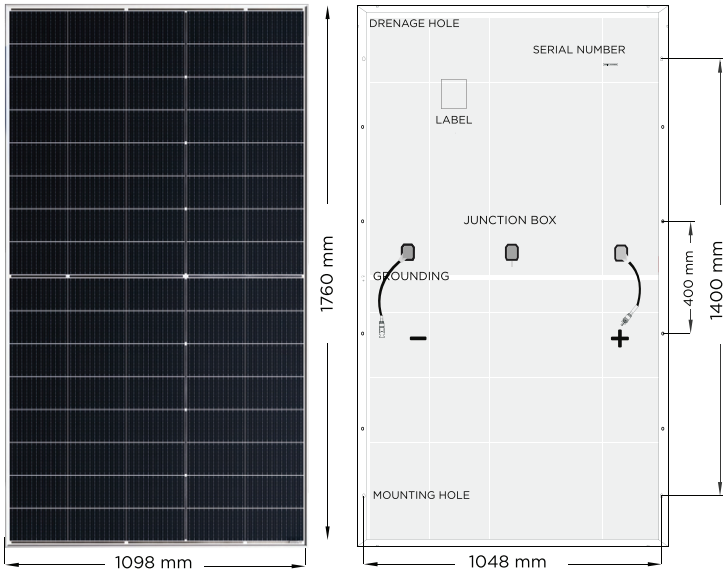 DRENAGE HOLE
SERIAL NUMBER
LABEL
JUNCTION BOX
GROUNDING
1760 mm
400 mm
1400 mm
−
+
MOUNTING HOLE
1098 mm
1048 mm